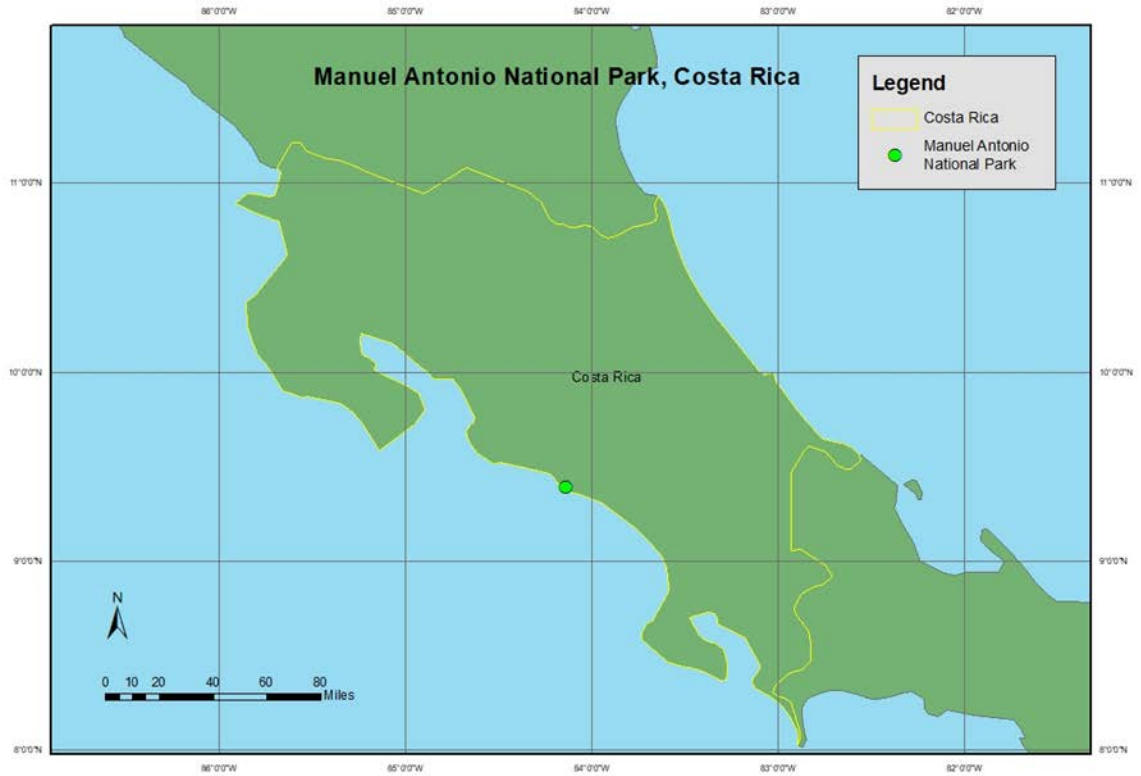 86°0'0"W 85°0'0"W 84°0'0"W 83°0'0"W 82°0'0"W
Manuel Antonio National Park, Costa Rica
Legend
Costa Rica
Manuel Antonio
National Park
11°0'0"N 11°0'0"N
10°0'0"N 10°0'0"N
Costa Rica
9°0'0"N 9°0'0"N
N
0 10 20 40 60 80
Miles
8°0'0"N 8°0'0"N
86°0'0"W 85°0'0"W 84°0'0"W 83°0'0"W 82°0'0"W